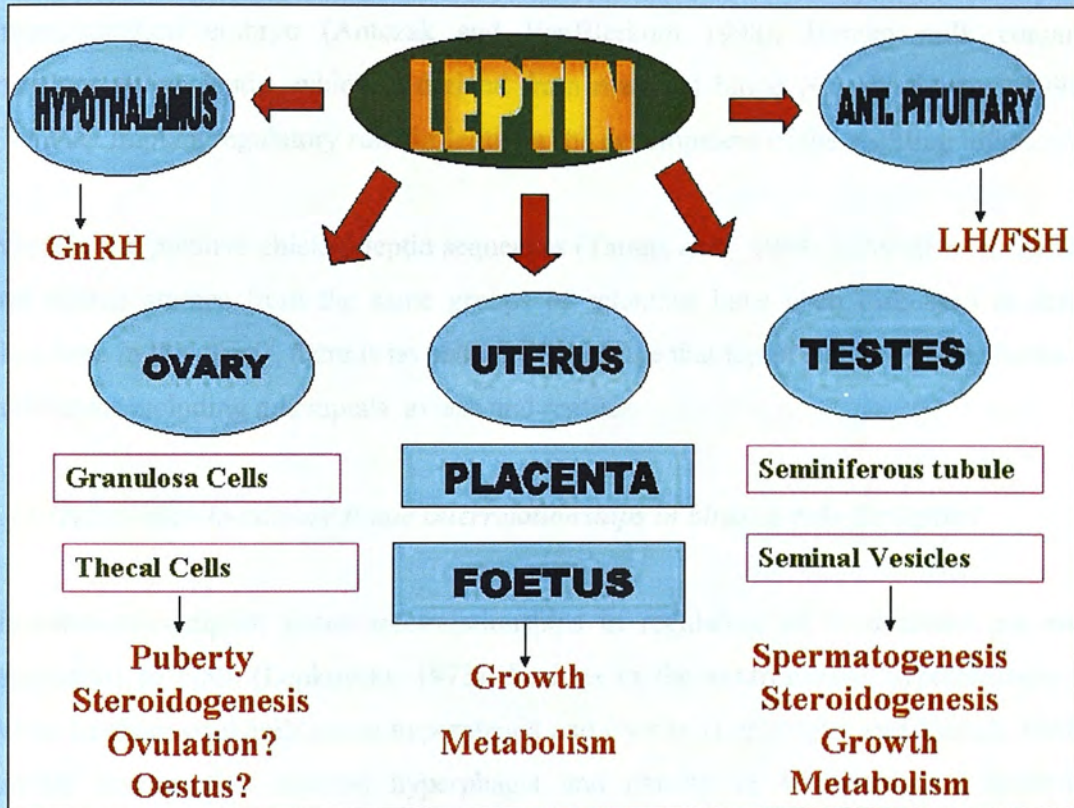 HYPOTHALAMUS
LEPTIN
ANT. PITUITARY
GnRH
LH/FSH
OVARY
UTERUS
TESTES
Granulosa Cells
Thecal Cells
Puberty
Steroidogenesis
Ovulation?
Oestus?
PLACENTA
FOETUS
Growth
Metabolism
Seminiferous tubule
Seminal Vesicles
Spermatogenesis
Steroidogenesis
Growth
Metabolism